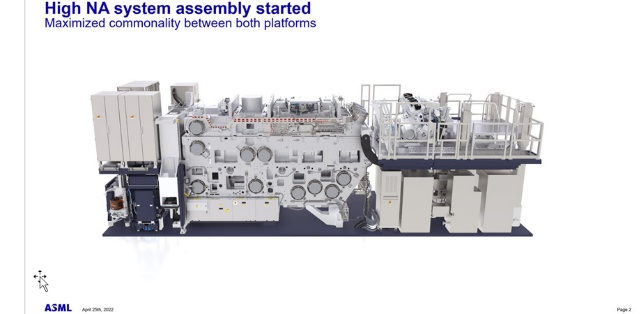 High NA system assembly started
Maximized commonality between both platforms
ASML April 25th, 2022 Page 2